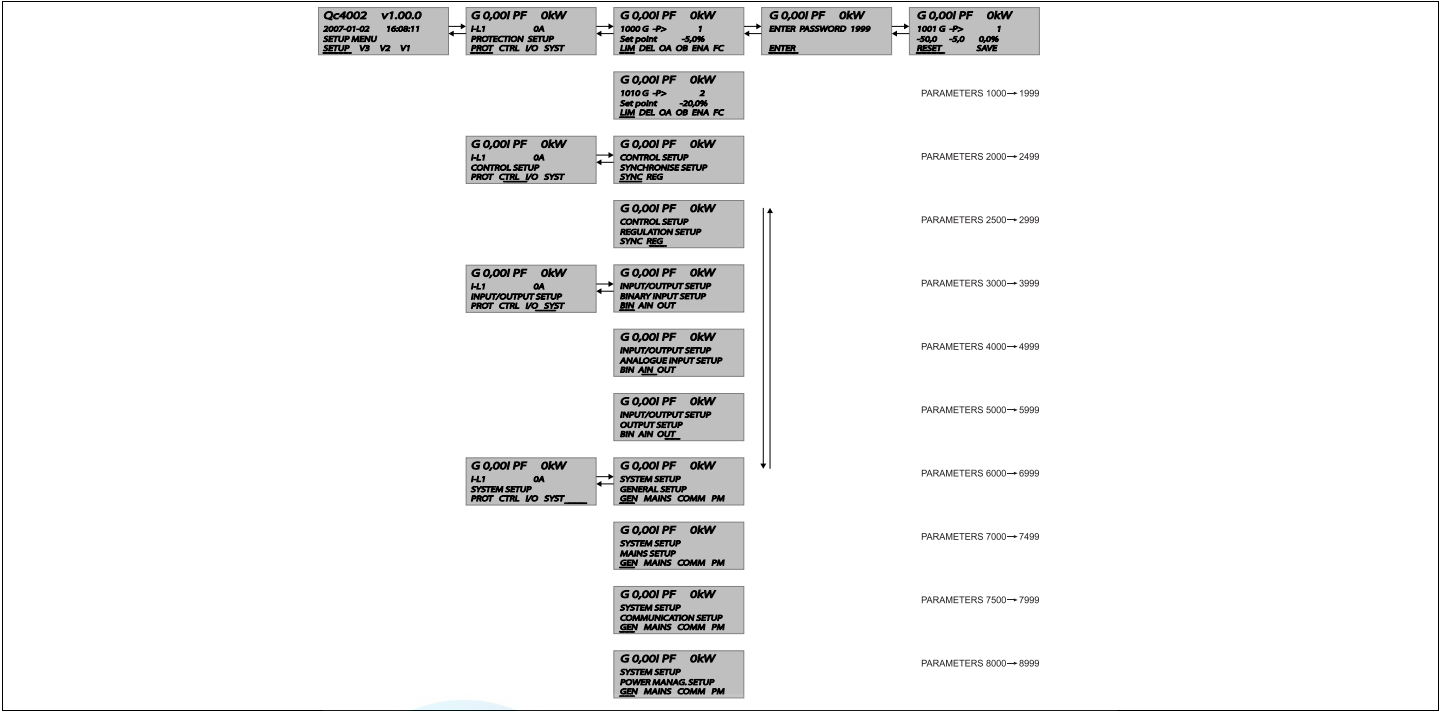 Qc4002 v1.00.0
2007-01-02 16:08:11
SETUP MENU
SETUP V3 V2 V1
G 0,00I PF 0kW
I-L1 0A
PROTECTION SETUP
PROT CTRL I/O SYST
G 0,00I PF 0kW
1000 G -P> 1
Set point -5,0%
LIM DEL OA OB ENA FC
G 0,00I PF 0kW
ENTER PASSWORD 1999
ENTER
G 0,00I PF 0kW
1001 G -P> 1
-50,0 -5,0 0,0%
RESET SAVE
G 0,00I PF 0kW
1010 G -P> 2
Set point -20,0%
LIM DEL OA OB ENA FC
PARAMETERS 1000→1999
G 0,00I PF 0kW
I-L1 0A
CONTROL SETUP
PROT CTRL I/O SYST
G 0,00I PF 0kW
CONTROL SETUP
SYNCHRONISE SETUP
SYNC REG
PARAMETERS 2000→2499
G 0,00I PF 0kW
CONTROL SETUP
REGULATION SETUP
SYNC REG
PARAMETERS 2500→2999
G 0,00I PF 0kW
I-L1 0A
INPUT/OUTPUT SETUP
PROT CTRL I/O SYST
G 0,00I PF 0kW
INPUT/OUTPUT SETUP
BINARY INPUT SETUP
BIN AIN OUT
PARAMETERS 3000→3999
G 0,00I PF 0kW
INPUT/OUTPUT SETUP
ANALOGUE INPUT SETUP
BIN AIN OUT
PARAMETERS 4000→4999
G 0,00I PF 0kW
INPUT/OUTPUT SETUP
OUTPUT SETUP
BIN AIN OUT
PARAMETERS 5000→5999
G 0,00I PF 0kW
I-L1 0A
SYSTEM SETUP
PROT CTRL I/O SYST
G 0,00I PF 0kW
SYSTEM SETUP
GENERAL SETUP
GEN MAINS COMM PM
PARAMETERS 6000→6999
G 0,00I PF 0kW
SYSTEM SETUP
MAINS SETUP
GEN MAINS COMM PM
PARAMETERS 7000→7499
G 0,00I PF 0kW
SYSTEM SETUP
COMMUNICATION SETUP
GEN MAINS COMM PM
PARAMETERS 7500→7999
G 0,00I PF 0kW
SYSTEM SETUP
POWER MANAG. SETUP
GEN MAINS COMM PM
PARAMETERS 8000→8999